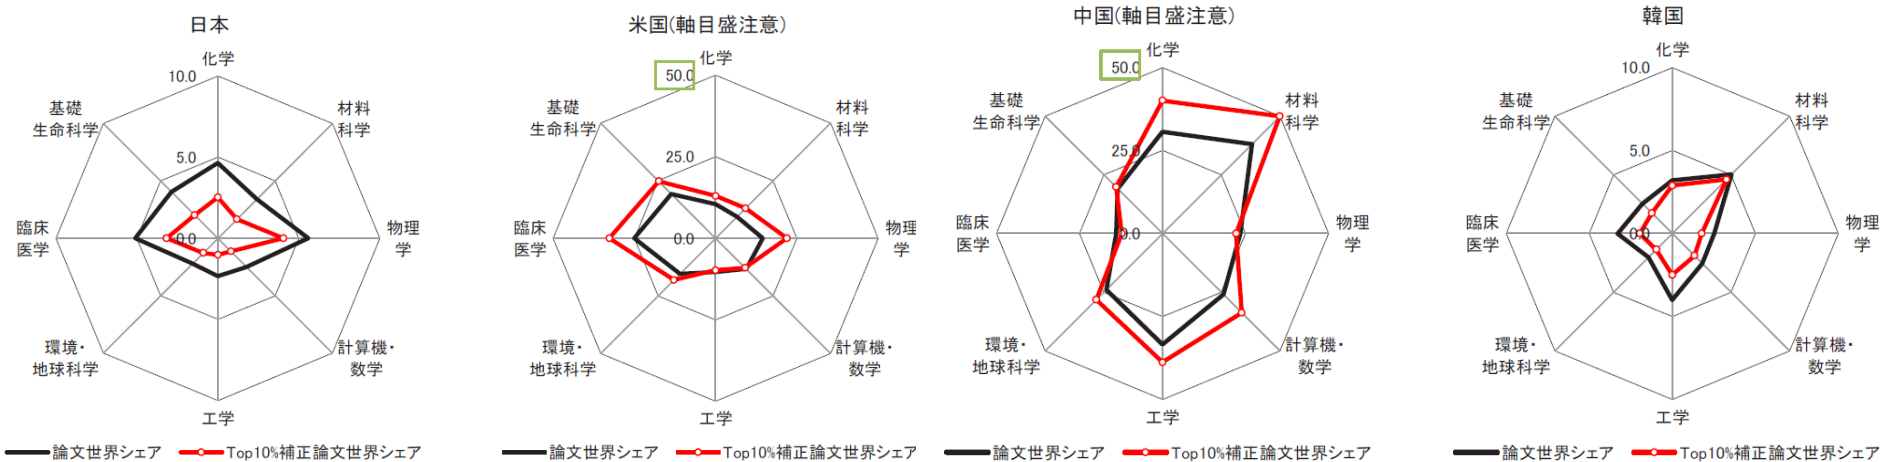 日本
化学
10.0
材料
科学
物理
学
計算機・
数学
工学
環境・
地球科学
臨床
医学
基礎
生命科学
5.0
0.0
論文世界シェア
Top10%補正論文世界シェア
米国(軸目盛注意)
化学
50.0
材料
科学
物理
学
計算機・
数学
工学
環境・
地球科学
臨床
医学
基礎
生命科学
25.0
0.0
論文世界シェア
Top10%補正論文世界シェア
中国(軸目盛注意)
化学
50.0
材料
科学
物理
学
計算機・
数学
工学
環境・
地球科学
臨床
医学
基礎
生命科学
25.0
0.0
論文世界シェア
Top10%補正論文世界シェア
韓国
化学
10.0
材料
科学
物理
学
計算機・
数学
工学
環境・
地球科学
臨床
医学
基礎
生命科学
5.0
0.0
論文世界シェア
Top10%補正論文世界シェア